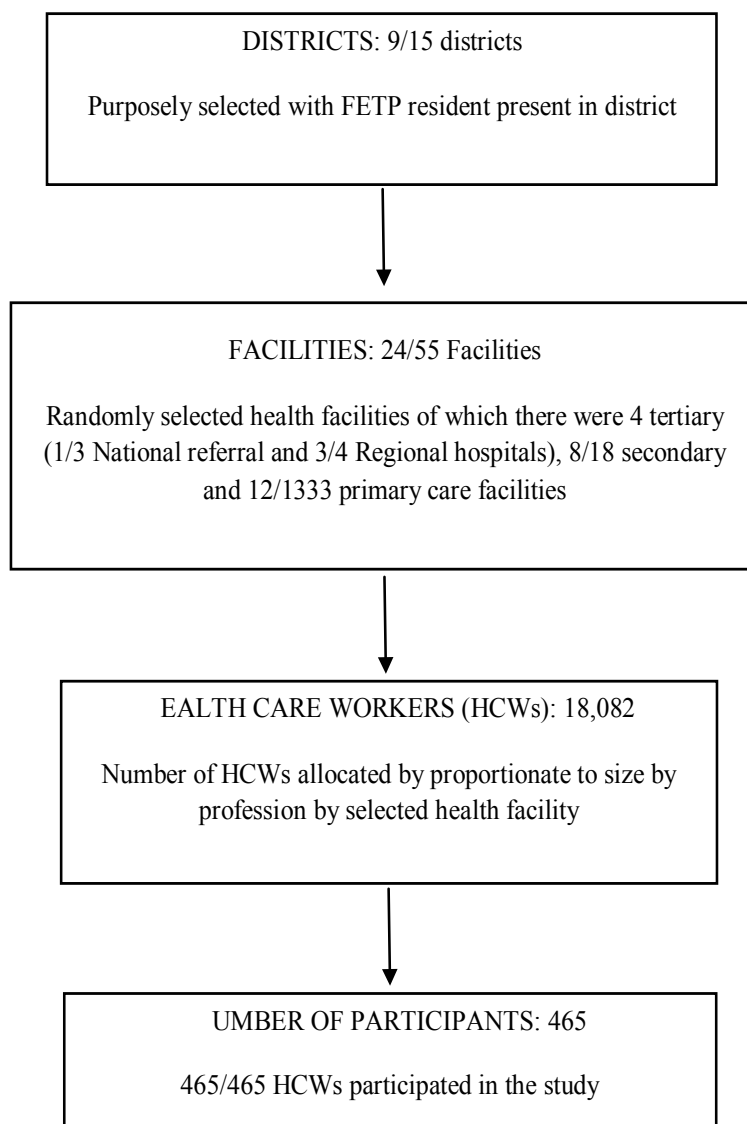 DISTRICTS: 9/15 districts
Purposely selected with FETP resident present in district
FACILITIES: 24/55 Facilities
Randomly selected health facilities of which there were 4 tertiary
(1/3 National referral and 3/4 Regional hospitals), 8/18 secondary
and 12/1333 primary care facilities
EALTH CARE WORKERS (HCWs): 18,082
Number of HCWs allocated by proportionate to size by
profession by selected health facility
UMBER OF PARTICIPANTS: 465
465/465 HCWs participated in the study